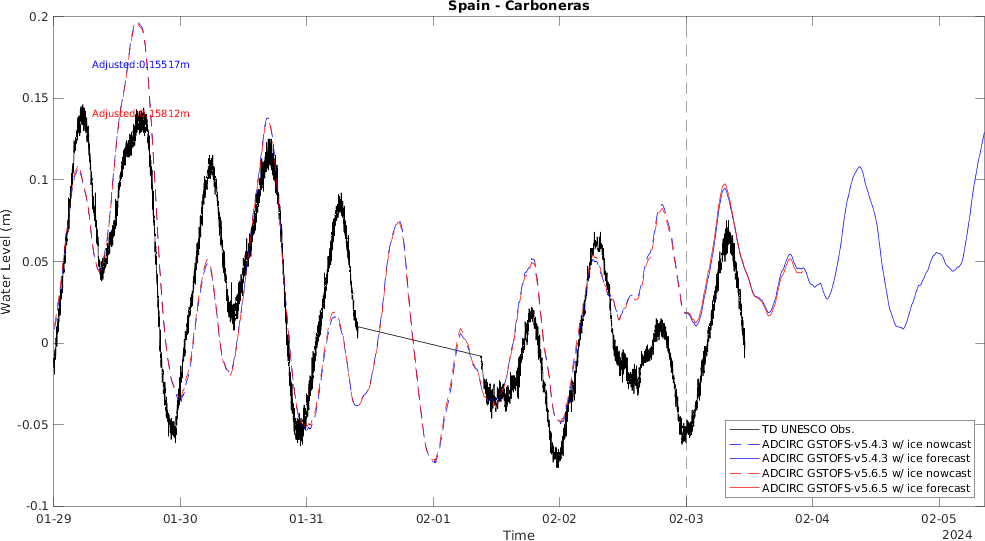 Spain - Carboneras
0.2
0.15
0.1
0.05
0
-0.05
-0.1
Water Level (m)
Adjusted:0.15517m
Adjusted:0.15812m
01-29 01-30 01-31 02-01 02-02 02-03 02-04 02-05
Time
2024
TD UNESCO Obs.
ADCIRC GSTOFS-v5.4.3 w/ ice nowcast
ADCIRC GSTOFS-v5.4.3 w/ ice forecast
ADCIRC GSTOFS-v5.6.5 w/ ice nowcast
ADCIRC GSTOFS-v5.6.5 w/ ice forecast